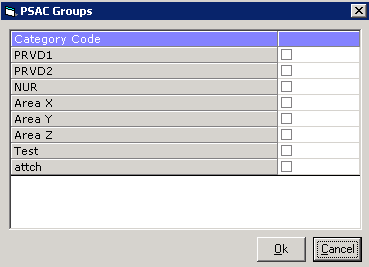 PSAC Groups
Category Code
PRVD1
PRVD2
NUR
Area X
Area Y
Area Z
Test
attch
Ok
Cancel